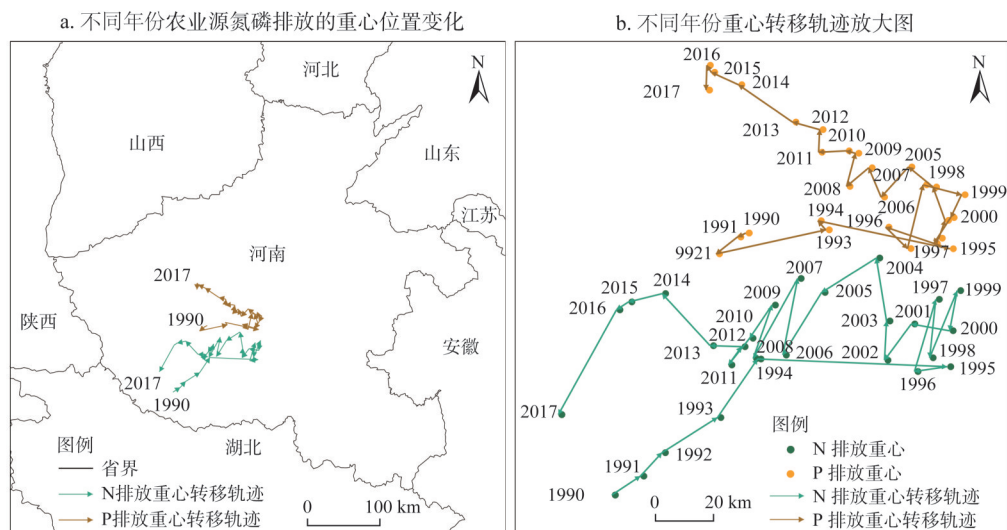 a. 不同年份农业源氮磷排放的重心位置变化
N
河北
山西
山东
江苏
河南
2017
1990
陕西
安徽
2017
1990
湖北
图例
省界
N排放重心转移轨迹
P排放重心转移轨迹
0 100 km
b. 不同年份重心转移轨迹放大图
N
2016
2015
2014
2017
2012
2013
2010
2009
2011
2005
2007
1998
2008
1999
2006
1994
1996
2000
1990
1991
1993
1997
1995
9921
2004
2007
2014
1999
2015
2009
2005
1997
2016
2010
2001
2003
2000
2012
2013
2008
2006
2002
1998
1994
1995
2011
1996
2017
1993
1992
1991
1990
图例
N 排放重心
P 排放重心
N 排放重心转移轨迹
P 排放重心转移轨迹
0 20 km